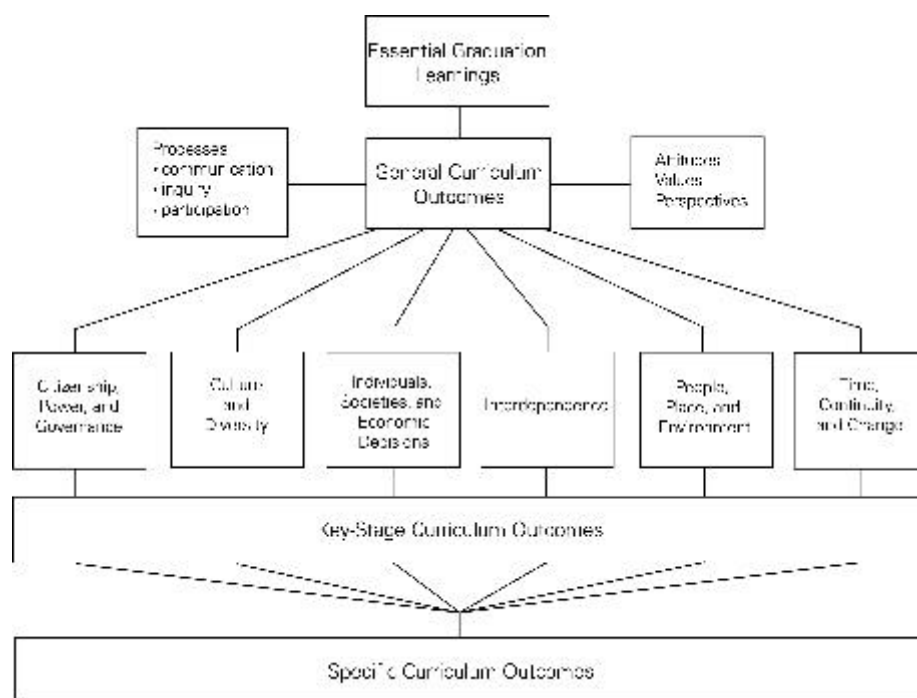 Essential Graduation
Learnings
Processes
• communication
• inquiry
• participation
General Curriculum
Outcomes
Attitudes
Values
Perspectives
Citizenship,
Power, and
Governance
Culture
and
Diversity
Individuals,
Societies, and
Economic
Decisions
Interdependence
People,
Place, and
Environment
Time,
Continuity,
and Change
Key-Stage Curriculum Outcomes
Specific Curriculum Outcomes